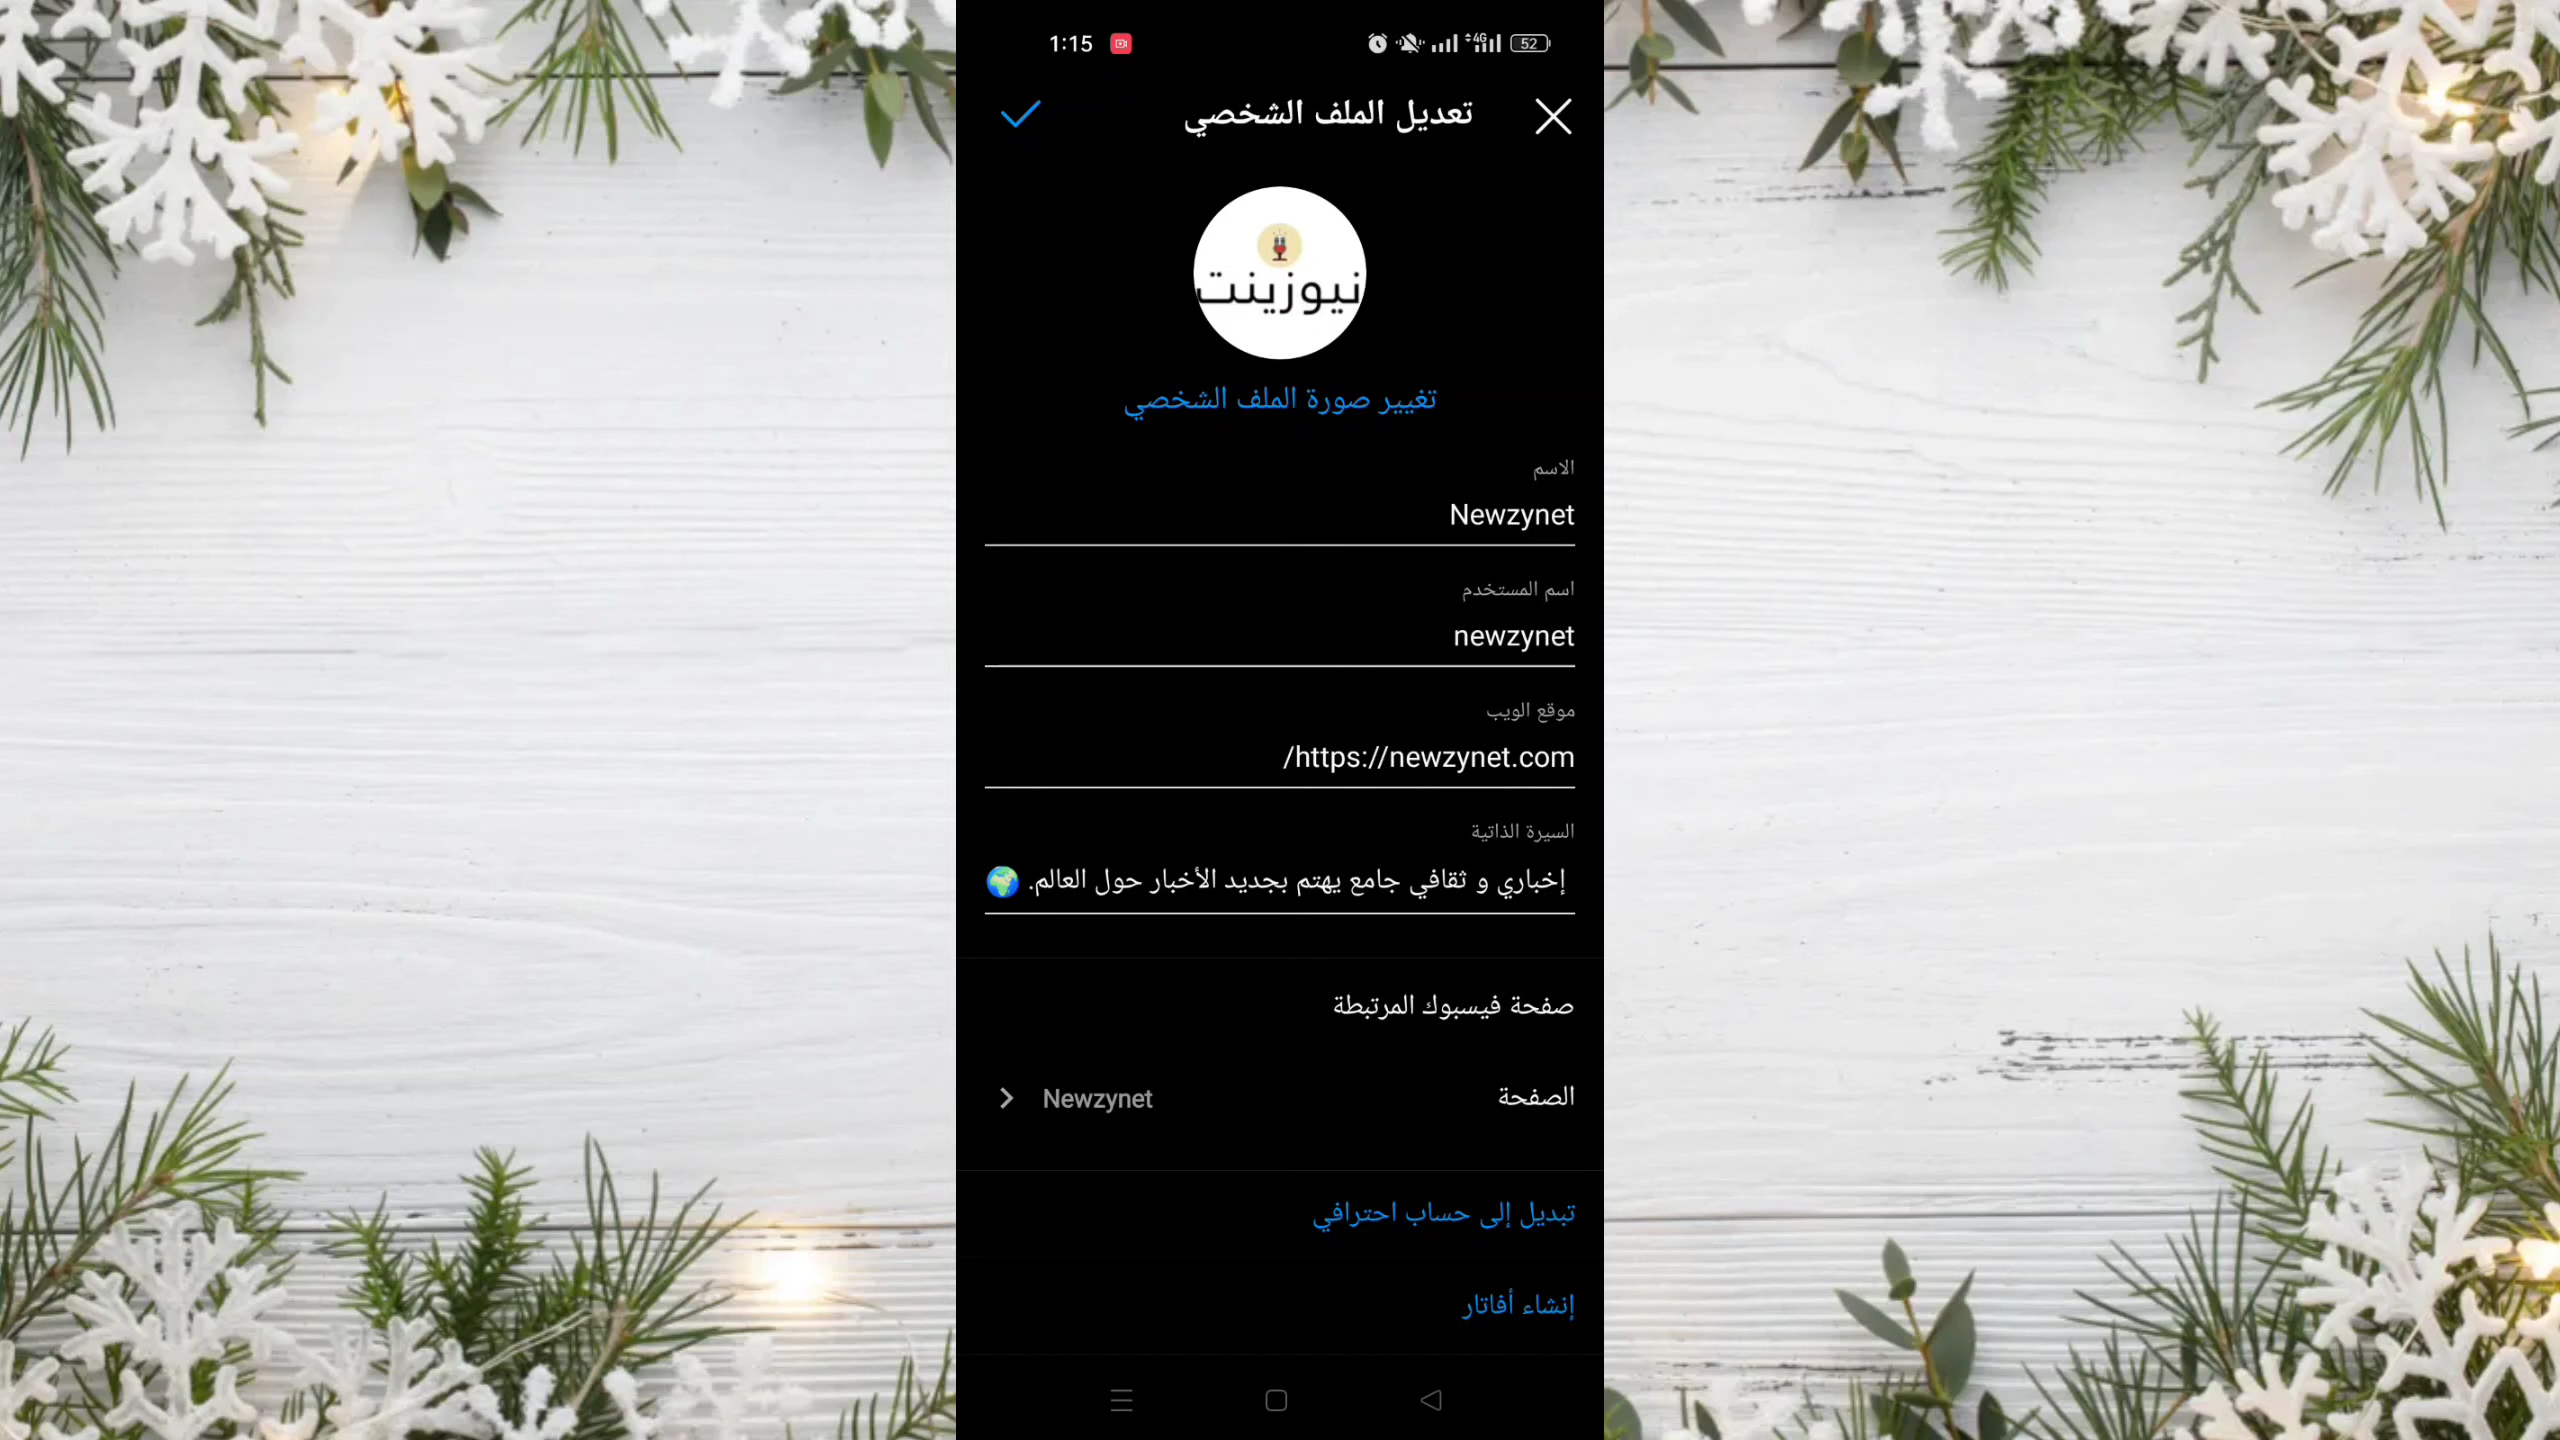 1:15
4G
52
تعديل الملف الشخصي
نيوزينت
تغيير صورة الملف الشخصي
الاسم
Newzynet
اسم المستخدم
newzynet
موقع الويب
/https://newzynet.com
السيرة الذاتية
إخباري و ثقافي جامع يهتم بجديد الأخبار حول العالم. 🌍
صفحة فيسبوك المرتبطة
الصفحة
Newzynet
تبديل إلى حساب احترافي
إنشاء أفاتار